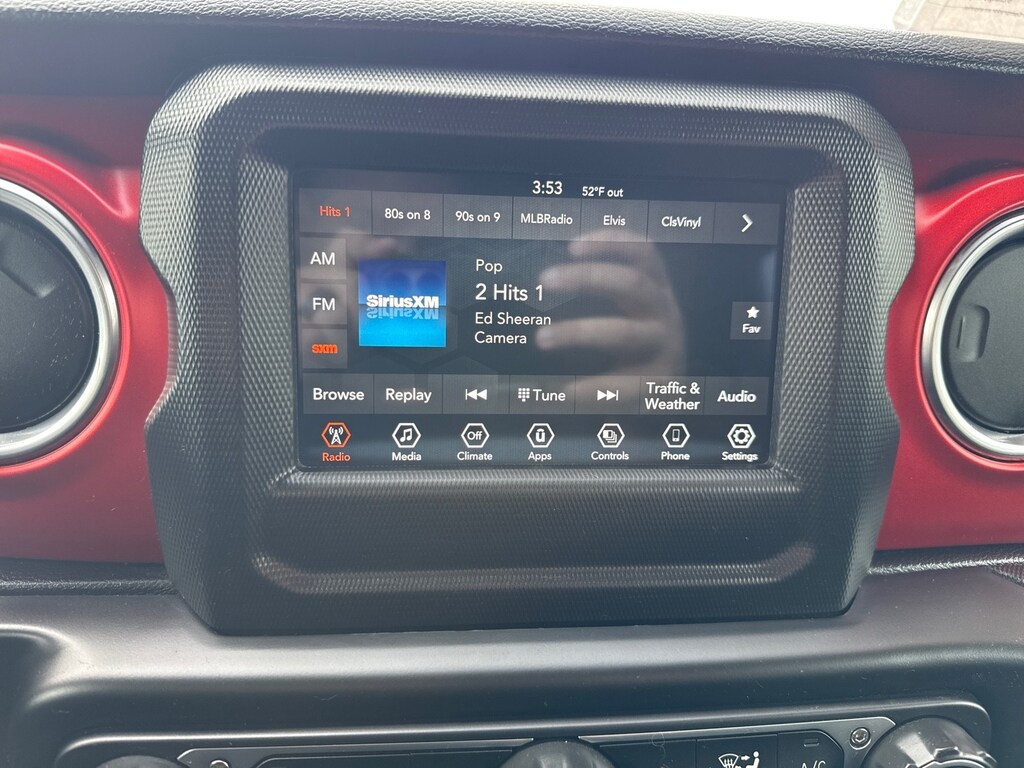 3:53 52°F out
Hits 1 80s on 8 90s on 9 MLBRadio Elvis ClsVinyl
AM
FM
sxm
SiriusXM
Pop
2 Hits 1
Ed Sheeran
Camera
Fav
Browse Replay Tune Traffic & Weather Audio
Radio Media Off Climate Apps Controls Phone Settings
A/C